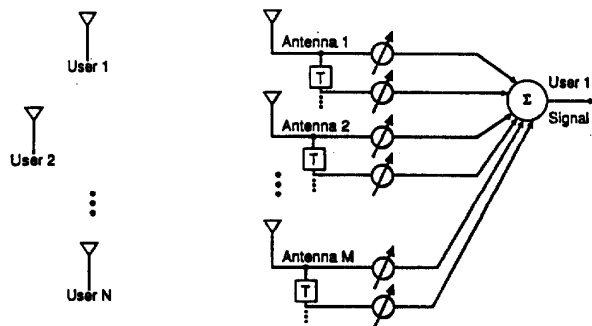 User 1
User 2
User N
Antenna 1
T
Antenna 2
T
Antenna M
T
Σ
User 1
Signal